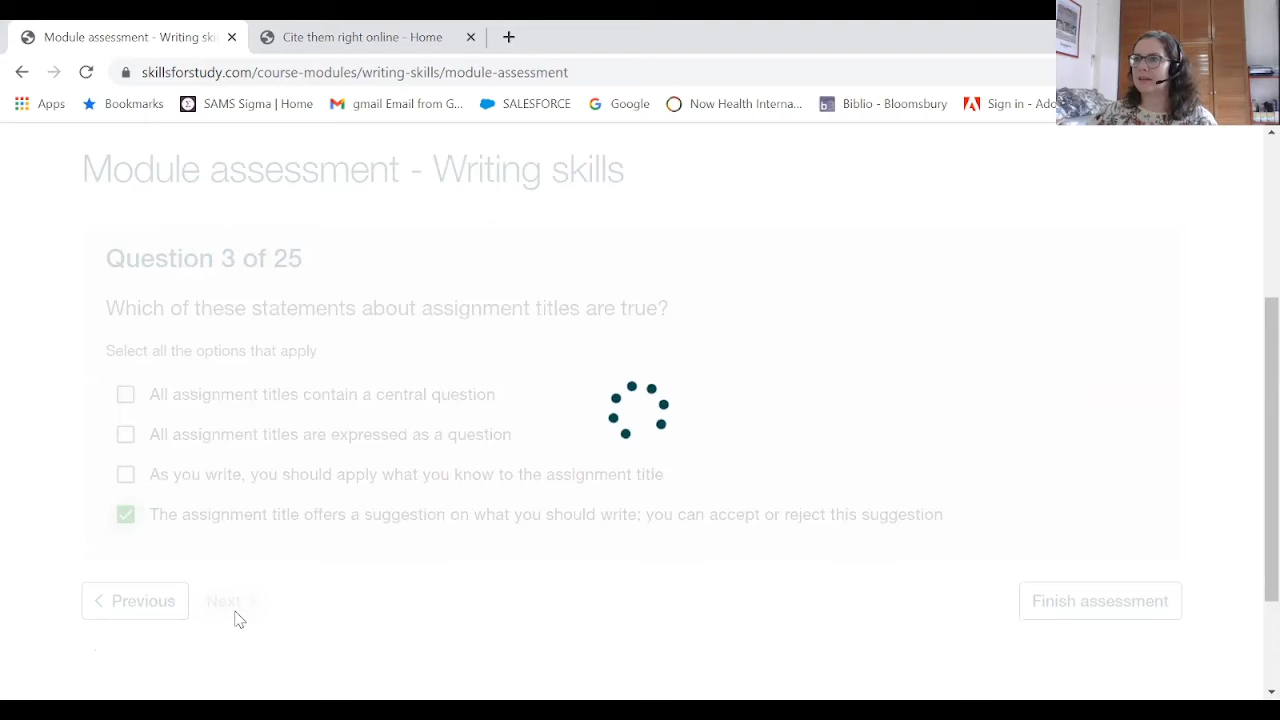 Module assessment - Writing ski
Cite them right online - Home
skillsforstudy.com/course-modules/writing-skills/module-assessment
Apps Bookmarks SAMS Sigma | Home gmail Email from G... SALESFORCE Google Now Health Interna... Biblio - Bloomsbury Sign in - Ado
Module assessment - Writing skills
Question 3 of 25
Which of these statements about assignment titles are true?
Select all the options that apply
All assignment titles contain a central question
All assignment titles are expressed as a question
As you write, you should apply what you know to the assignment title
The assignment title offers a suggestion on what you should write; you can accept or reject this suggestion
Previous Next Finish assessment